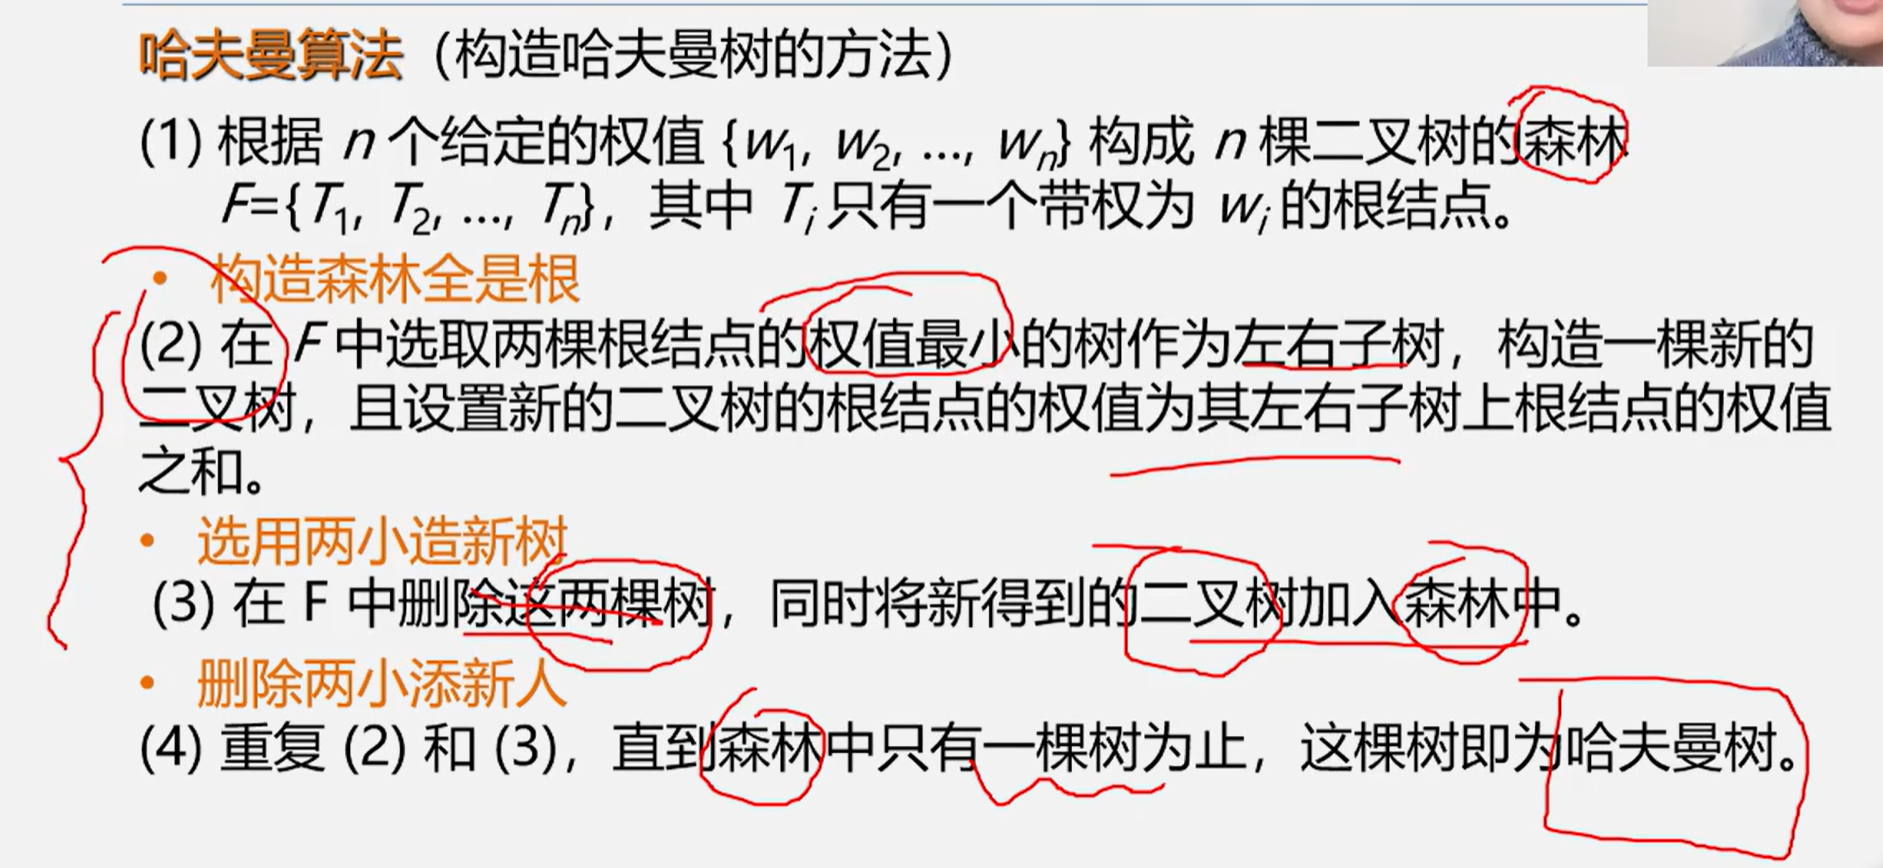 哈夫曼算法（构造哈夫曼树的方法）
(1) 根据 n 个给定的权值 {w1, w2, …, wn} 构成 n 棵二叉树的森林
F={T1, T2, …, Tn}，其中 Ti 只有一个带权为 wi 的根结点。
• 构造森林全是根
(2) 在 F 中选取两棵根结点的权值最小的树作为左右子树，构造一棵新的
二叉树，且设置新的二叉树的根结点的权值为其左右子树上根结点的权值
之和。
• 选用两小造新树
(3) 在 F 中删除这两棵树，同时将新得到的二叉树加入森林中。
• 删除两小添新人
(4) 重复 (2) 和 (3)，直到森林中只有一棵树为止，这棵树即为哈夫曼树。